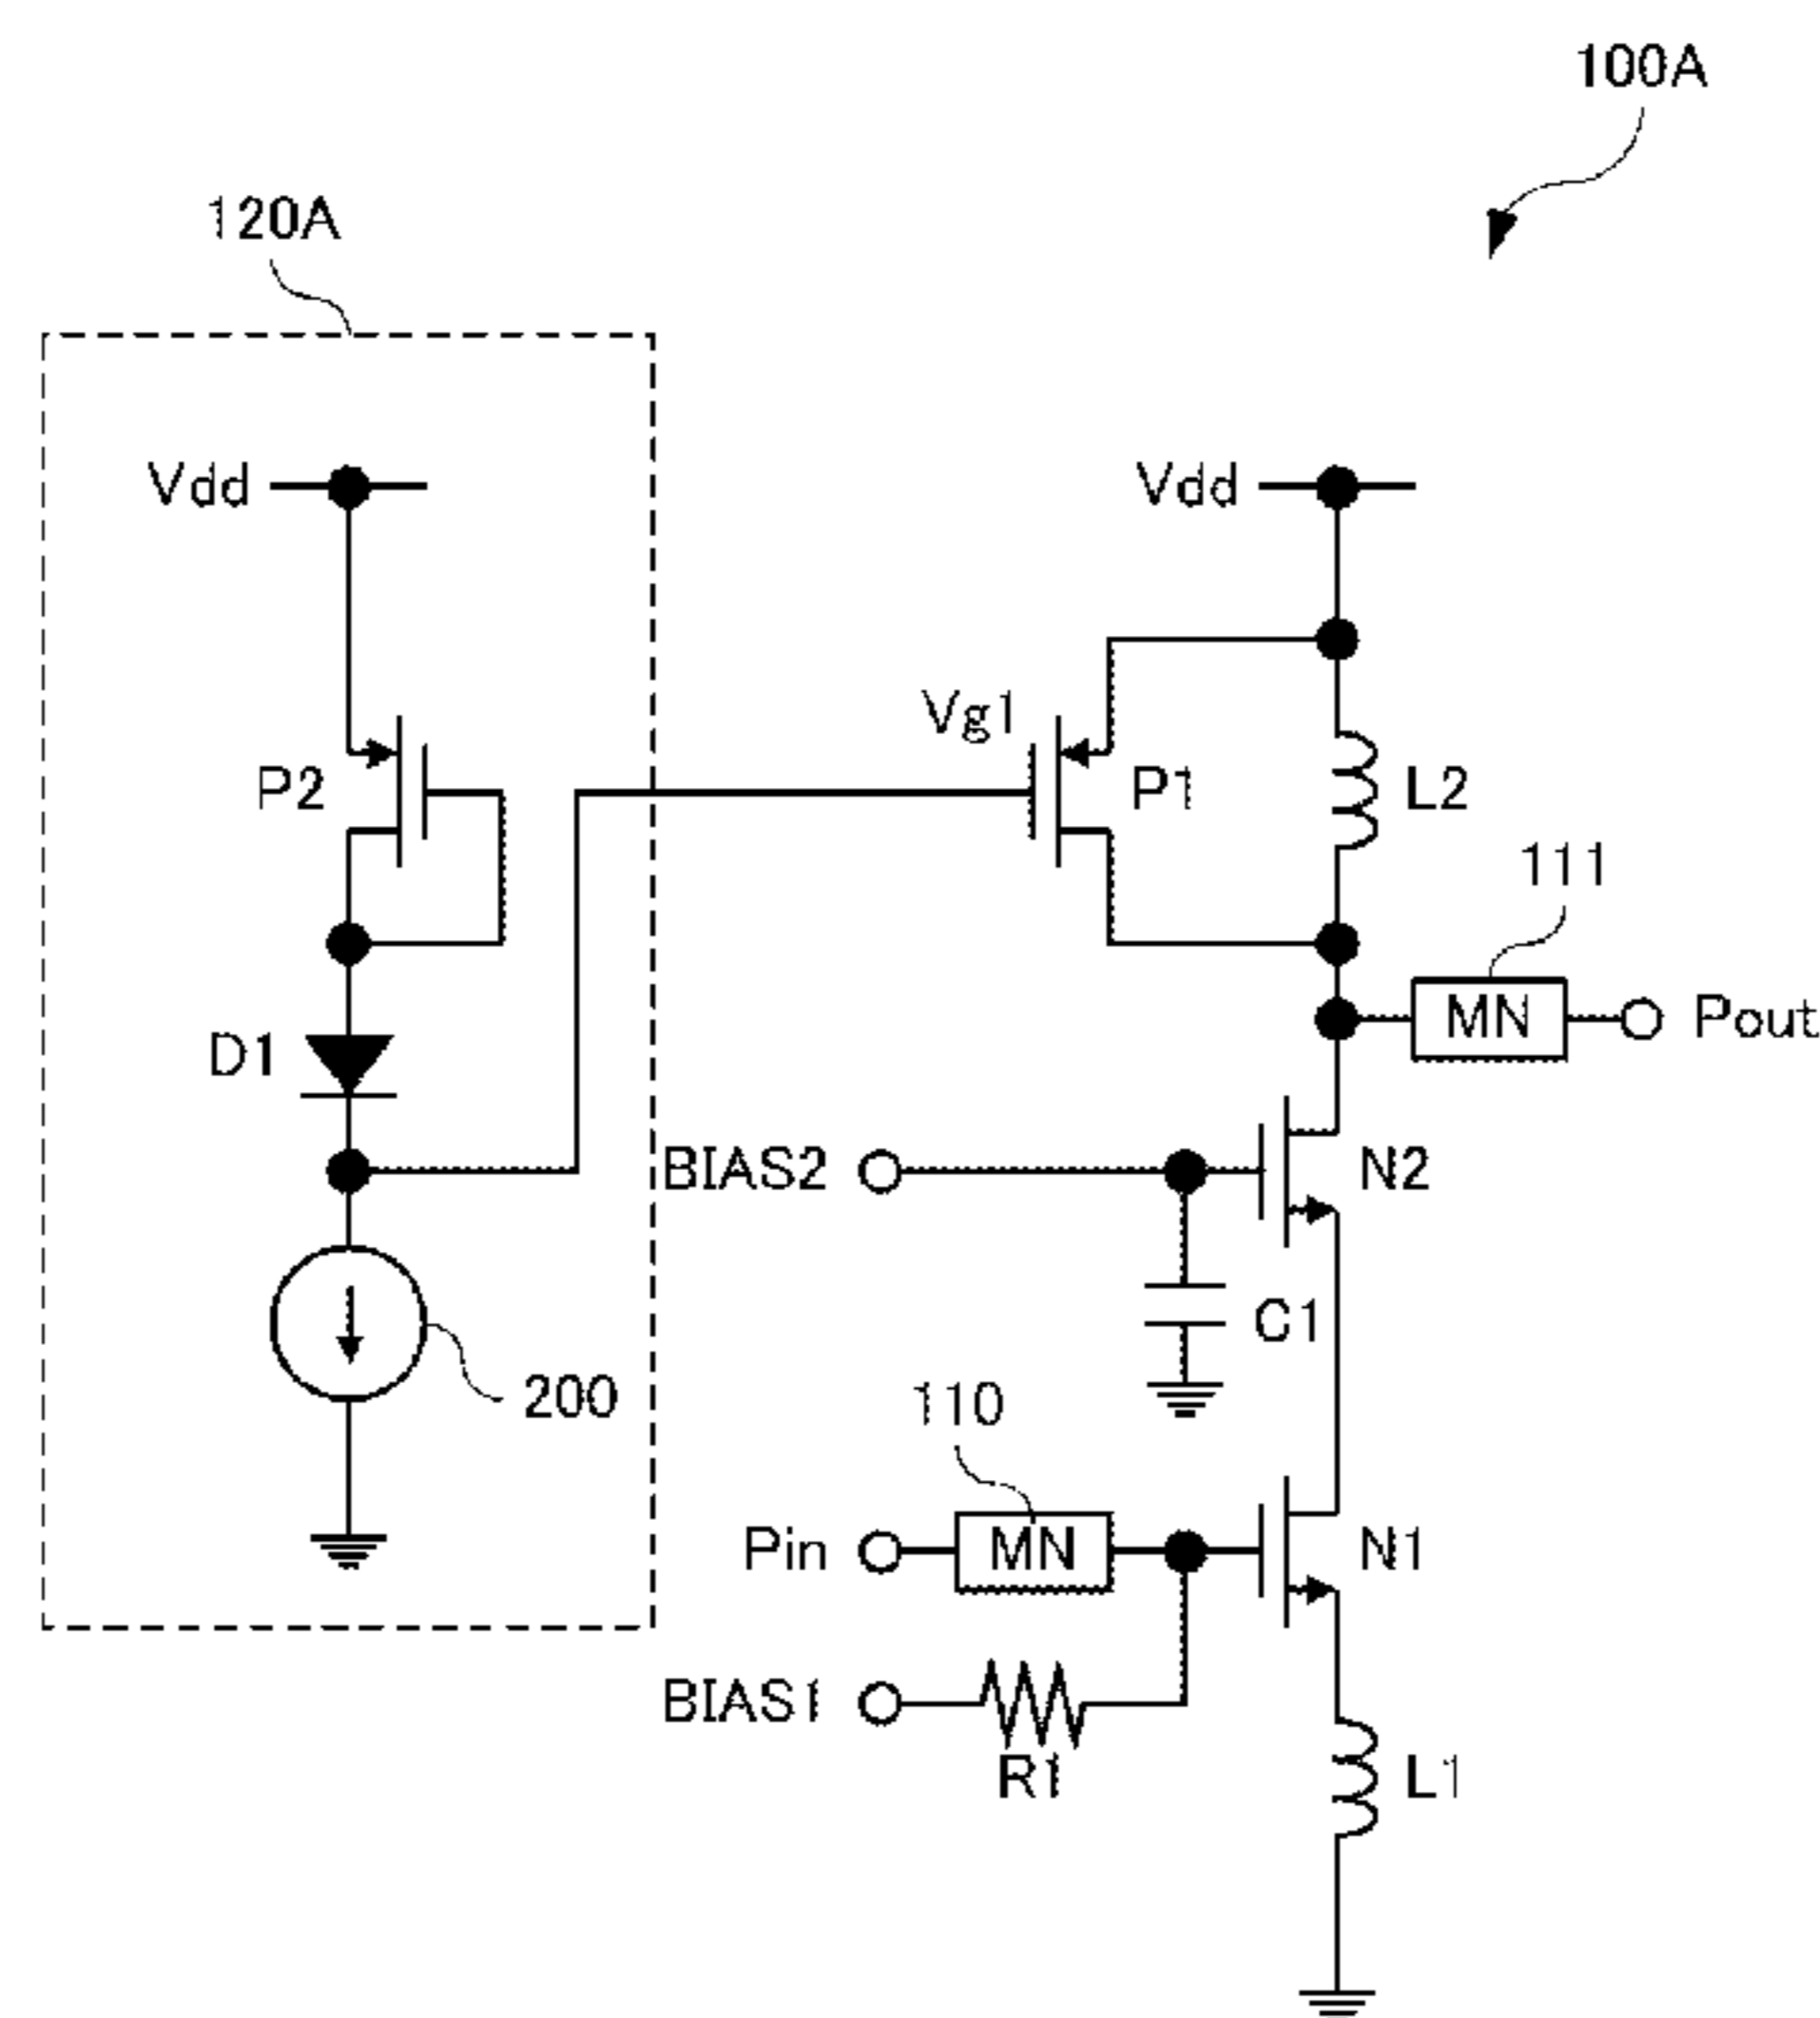 100A
120A
Vdd
Vdd
Vg1
P2
P1
L2
111
MN
Pout
D1
BIAS2
N2
C1
200
110
Pin
MN
N1
BIAS1
R1
L1